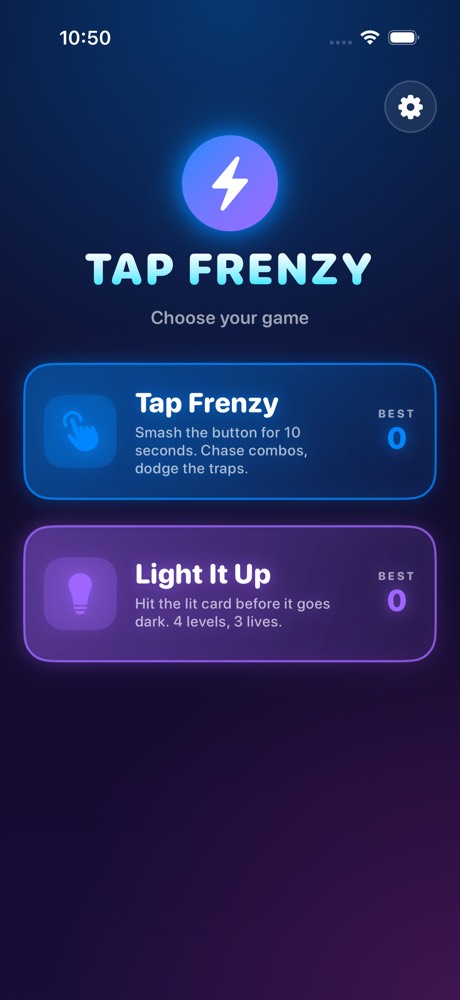 10:50
TAP FRENZY
Choose your game
Tap Frenzy
Smash the button for 10
seconds. Chase combos,
dodge the traps.
BEST
0
Light It Up
Hit the lit card before it goes
dark. 4 levels, 3 lives.
BEST
0